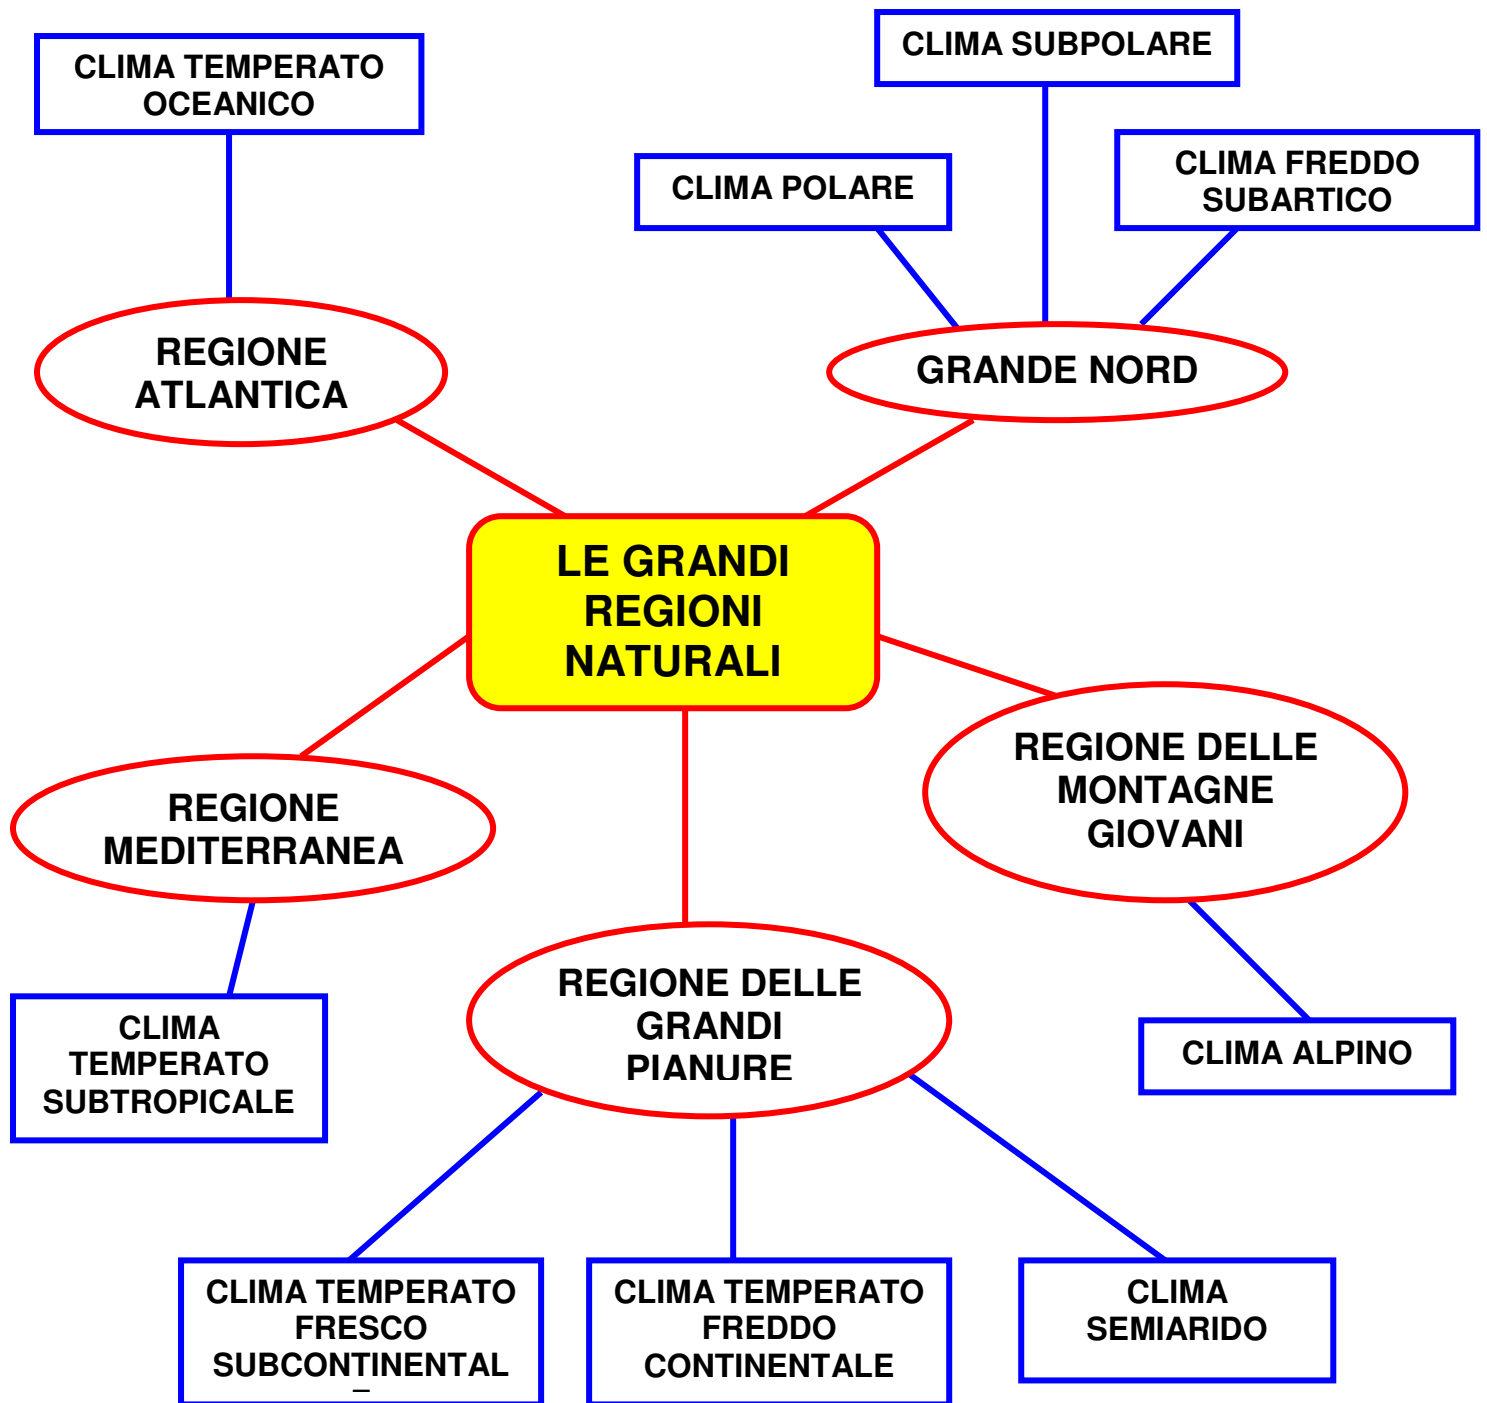 CLIMA SUBPOLARE
CLIMA TEMPERATO
OCEANICO
CLIMA POLARE
CLIMA FREDDO
SUBARTICO
REGIONE
ATLANTICA
GRANDE NORD
LE GRANDI
REGIONI
NATURALI
REGIONE
MEDITERRANEA
REGIONE DELLE
MONTAGNE
GIOVANI
REGIONE DELLE
GRANDI
PIANURE
CLIMA
TEMPERATO
SUBTROPICALE
CLIMA ALPINO
CLIMA TEMPERATO
FRESCO
SUBCONTINENTAL
CLIMA TEMPERATO
FREDDO
CONTINENTALE
CLIMA
SEMIARIDO